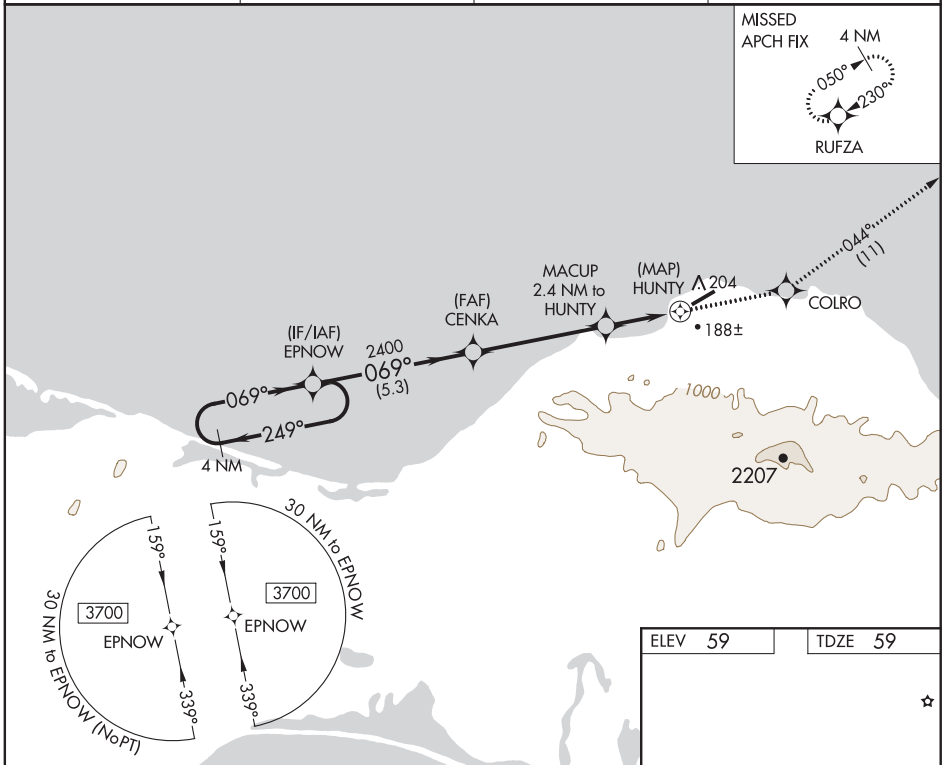 MISSED
APCH FIX
4 NM
050°
230°
RUFZA
044°
(11)
COLRO
(MAP)
HUNTY
204
188±
MACUP
2.4 NM to
HUNTY
(FAF)
CENKA
(IF/IAF)
EPNOW
2400
069°
(5.3)
069°
249°
4 NM
1000
2207
30 NM to EPNOW (NoPT)
159°
3700
EPNOW
339°
30 NM to EPNOW
159°
3700
EPNOW
339°
ELEV 59
TDZE 59